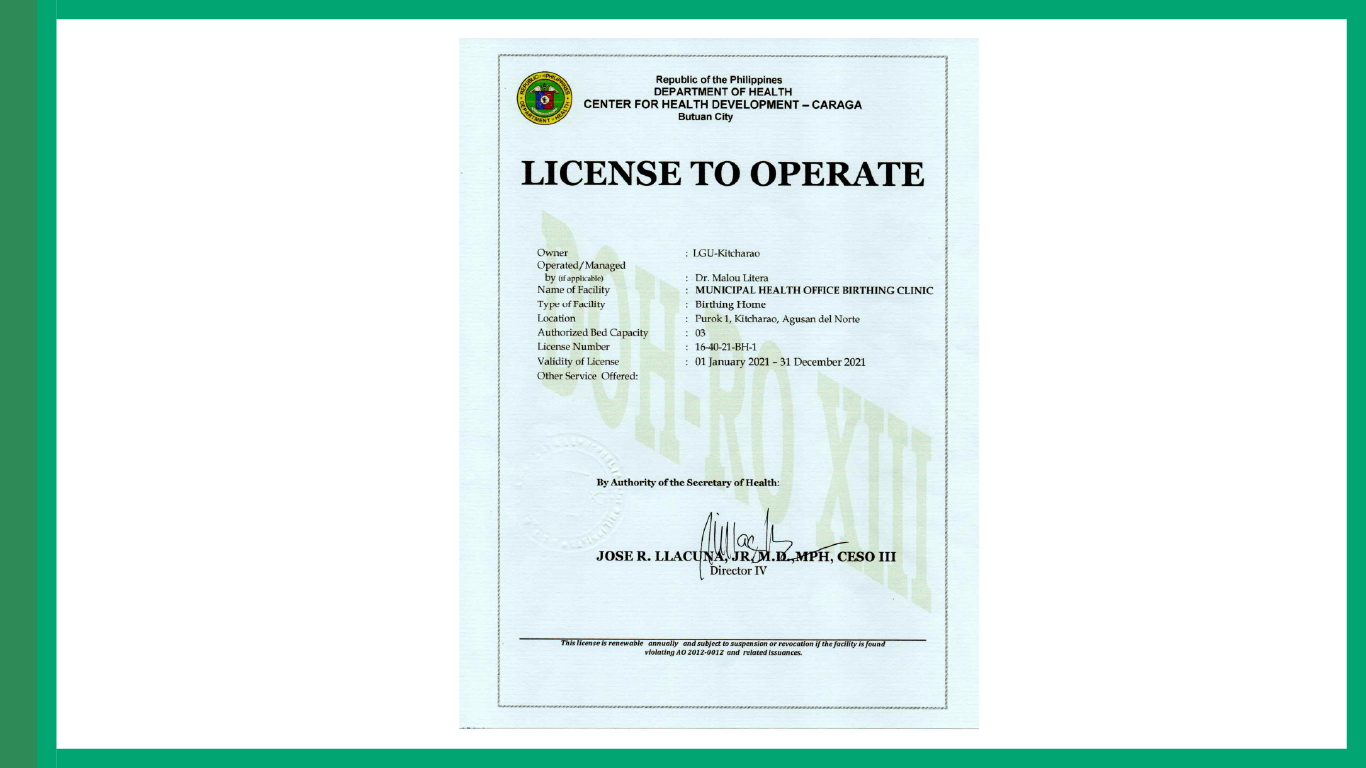 Republic of the Philippines
DEPARTMENT OF HEALTH
CENTER FOR HEALTH DEVELOPMENT – CARAGA
Butuan City
LICENSE TO OPERATE
Owner : LGU-Kitcharao
Operated/Managed
by (if applicable) : Dr. Malou Litera
Name of Facility : MUNICIPAL HEALTH OFFICE BIRTHING CLINIC
Type of Facility : Birthing Home
Location : Purok 1, Kitcharao, Agusan del Norte
Authorized Bed Capacity : 03
License Number : 16-40-21-BH-1
Validity of License : 01 January 2021 – 31 December 2021
Other Service Offered:
DOH-RO XIII
By Authority of the Secretary of Health:
JOSE R. LLACUNA, JR. M.D., MPH, CESO III
Director IV
This license is renewable annually and subject to suspension or revocation if the facility is found
violating AO 2012-0012 and related issuances.